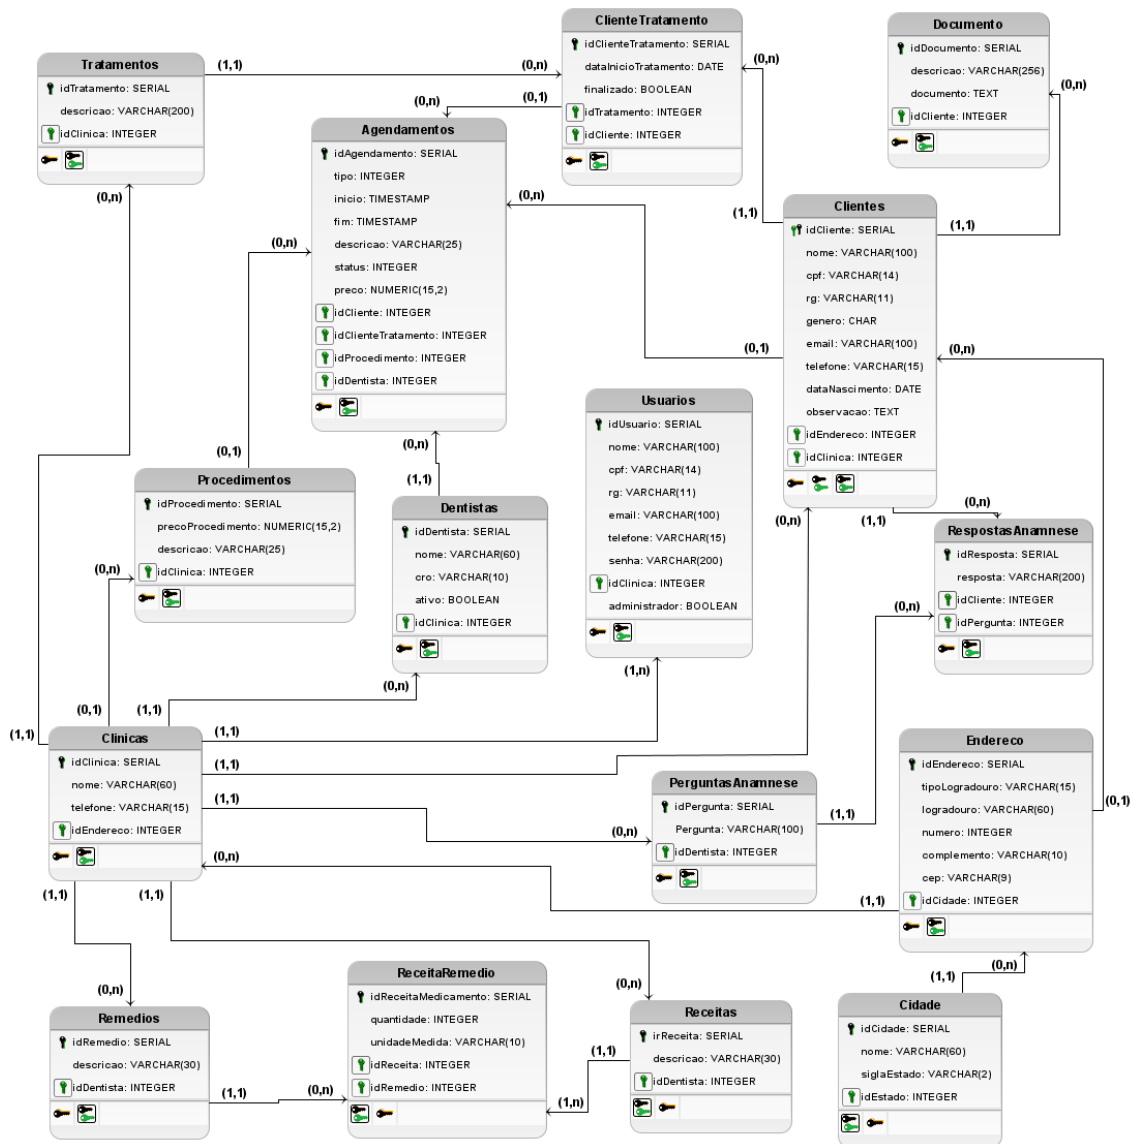 ClienteTratamento
idClienteTratamento: SERIAL
dataInicioTratamento: DATE
finalizado: BOOLEAN
idTratamento: INTEGER
idCliente: INTEGER
Documento
idDocumento: SERIAL
descricao: VARCHAR(256)
documento: TEXT
idCliente: INTEGER
Tratamentos
idTratamento: SERIAL
descricao: VARCHAR(200)
idClinica: INTEGER
(1,1)
(0,n)
(0,n)
(0,n)
(0,n)
(0,1)
Agendamentos
idAgendamento: SERIAL
tipo: INTEGER
inicio: TIMESTAMP
fim: TIMESTAMP
descricao: VARCHAR(25)
status: INTEGER
preco: NUMERIC(15,2)
idCliente: INTEGER
idClienteTratamento: INTEGER
idProcedimento: INTEGER
idDentista: INTEGER
(0,n)
(0,n)
(0,n)
(1,1)
(1,1)
Clientes
idCliente: SERIAL
nome: VARCHAR(100)
cpf: VARCHAR(14)
rg: VARCHAR(11)
genero: CHAR
email: VARCHAR(100)
telefone: VARCHAR(15)
dataNascimento: DATE
observacao: TEXT
idEndereco: INTEGER
idClinica: INTEGER
(0,1)
(0,n)
Usuarios
idUsuario: SERIAL
nome: VARCHAR(100)
cpf: VARCHAR(14)
rg: VARCHAR(11)
email: VARCHAR(100)
telefone: VARCHAR(15)
senha: VARCHAR(200)
idClinica: INTEGER
administrador: BOOLEAN
(0,1)
(0,n)
(1,1)
Procedimentos
idProcedimento: SERIAL
precoProcedimento: NUMERIC(15,2)
descricao: VARCHAR(25)
idClinica: INTEGER
Dentistas
idDentista: SERIAL
nome: VARCHAR(60)
cro: VARCHAR(10)
ativo: BOOLEAN
idClinica: INTEGER
(0,n)
(1,1)
(0,n)
RespostasAnamnese
idResposta: SERIAL
resposta: VARCHAR(200)
idCliente: INTEGER
idPergunta: INTEGER
(0,n)
(0,n)
(0,n)
(1,n)
(0,1)
(1,1)
(1,1)
(1,1)
Clinicas
idClinica: SERIAL
nome: VARCHAR(60)
telefone: VARCHAR(15)
idEndereco: INTEGER
(1,1)
(1,1)
(0,n)
(0,n)
PerguntasAnamnese
idPergunta: SERIAL
Pergunta: VARCHAR(100)
idDentista: INTEGER
(1,1)
Endereco
idEndereco: SERIAL
tipoLogradouro: VARCHAR(15)
logradouro: VARCHAR(60)
numero: INTEGER
complemento: VARCHAR(10)
cep: VARCHAR(9)
idCidade: INTEGER
(0,1)
(1,1)
(1,1)
(1,1)
(1,1)
(0,n)
(0,n)
(0,n)
Remedios
idRemedio: SERIAL
descricao: VARCHAR(30)
idDentista: INTEGER
(1,1)
(0,n)
ReceitaRemedio
idReceitaMedicamento: SERIAL
quantidade: INTEGER
unidadeMedida: VARCHAR(10)
idReceita: INTEGER
idRemedio: INTEGER
(1,1)
(1,n)
Receitas
irReceita: SERIAL
descricao: VARCHAR(30)
idDentista: INTEGER
Cidade
idCidade: SERIAL
nome: VARCHAR(60)
siglaEstado: VARCHAR(2)
idEstado: INTEGER